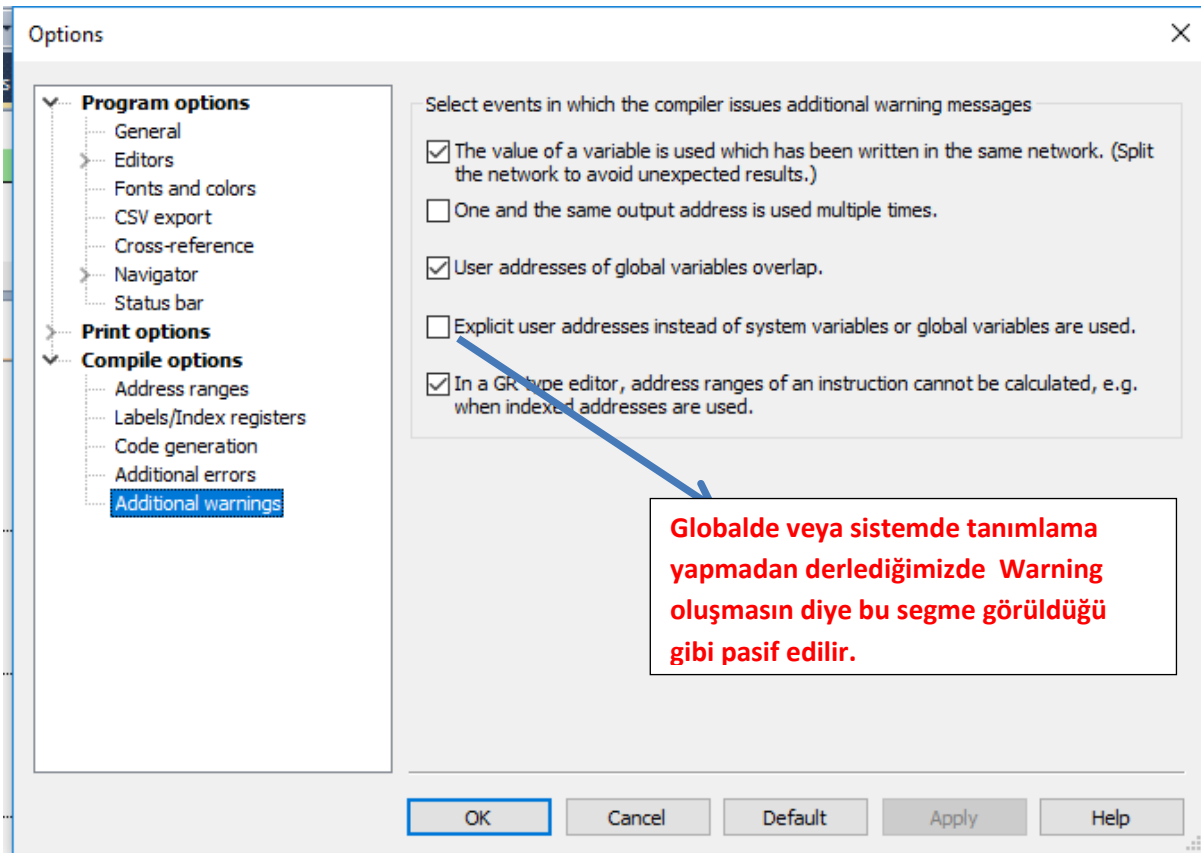 Options
Program options
General
Editors
Fonts and colors
CSV export
Cross-reference
Navigator
Status bar
Print options
Compile options
Address ranges
Labels/Index registers
Code generation
Additional errors
Additional warnings
Select events in which the compiler issues additional warning messages
The value of a variable is used which has been written in the same network. (Split
the network to avoid unexpected results.)
One and the same output address is used multiple times.
User addresses of global variables overlap.
Explicit user addresses instead of system variables or global variables are used.
In a GR type editor, address ranges of an instruction cannot be calculated, e.g.
when indexed addresses are used.
Globalde veya sistemde tanımlama
yapmadan derlediğimizde Warning
oluşmasın diye bu segme görüldüğü
gibi pasif edilir.
OK
Cancel
Default
Apply
Help